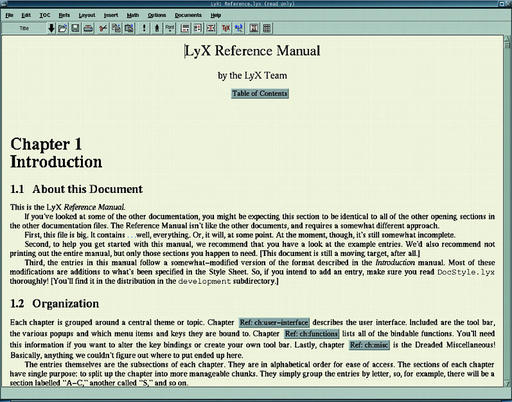 LyX: Reference.lyx (read only)
File Edit TOC Refs Layout Insert Math Options Documents Help
Title
LyX Reference Manual
by the LyX Team
Table of Contents
Chapter 1
Introduction
1.1 About this Document
This is the LyX Reference Manual.
If you've looked at some of the other documentation, you might be expecting this section to be identical to all of the other opening sections in
the other documentation files. The Reference Manual isn't like the other documents, and requires a somewhat different approach.
First, this file is big. It contains ...well, everything. Or, it will, at some point. At the moment, though, it's still somewhat incomplete.
Second, to help you get started with this manual, we recommend that you have a look at the example entries. We'd also recommend not
printing out the entire manual, but only those sections you happen to need. [This document is still a moving target, after all.]
Third, the entries in this manual follow a somewhat-modified version of the format described in the Introduction manual. Most of these
modifications are additions to what's been specified in the Style Sheet. So, if you intend to add an entry, make sure you read DocStyle.lyx
thoroughly! [You'll find it in the distribution in the development subdirectory.]
1.2 Organization
Each chapter is grouped around a central theme or topic. Chapter Ref: ch:user-interface describes the user interface. Included are the tool bar,
the various popups and which menu items and keys they are bound to. Chapter Ref: ch:functions lists all of the bindable functions. You'll need
this information if you want to alter the key bindings or create your own tool bar. Lastly, chapter Ref: ch:misc is the Dreaded Miscellaneous!
Basically, anything we couldn't figure out where to put ended up here.
The entries themselves are the subsections of each chapter. They are in alphabetical order for ease of access. The sections of each chapter
have single purpose: to split up the chapter into more manageable chunks. They simply group the entries by letter, so, for example, there will be a
section labelled "A-C," another called "S," and so on.